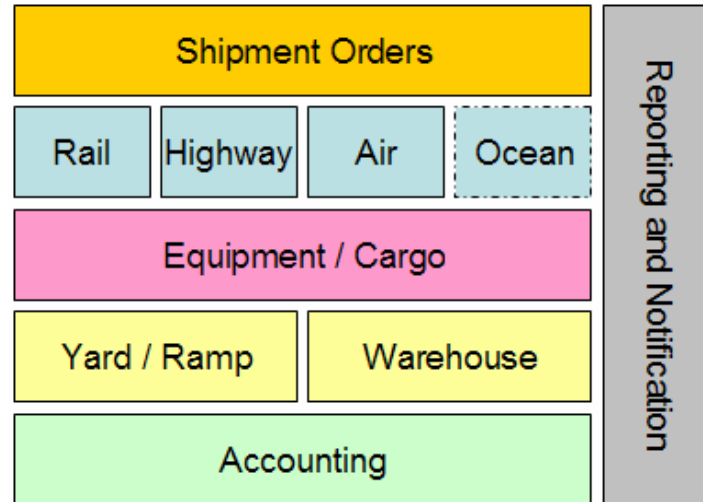 Shipment Orders
Rail
Highway
Air
Ocean
Equipment / Cargo
Yard / Ramp
Warehouse
Accounting
Reporting and Notification